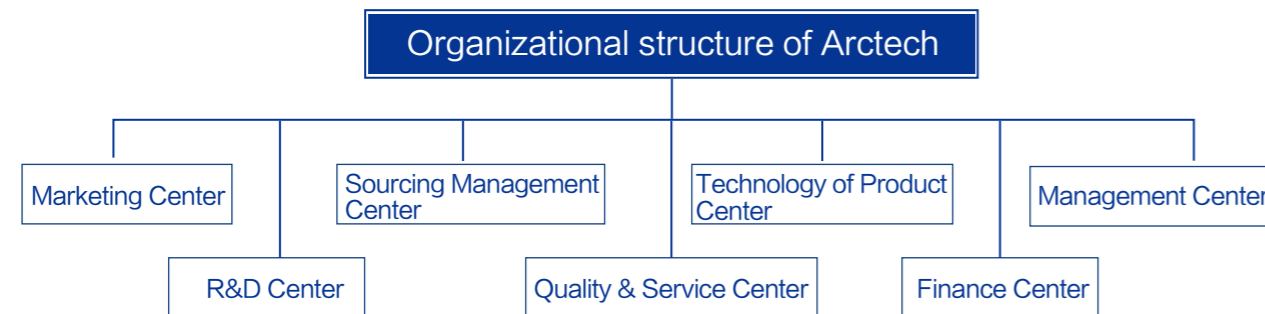 Organizational structure of Arctech
Marketing Center
Sourcing Management
Center
Technology of Product
Center
Management Center
R&D Center
Quality & Service Center
Finance Center